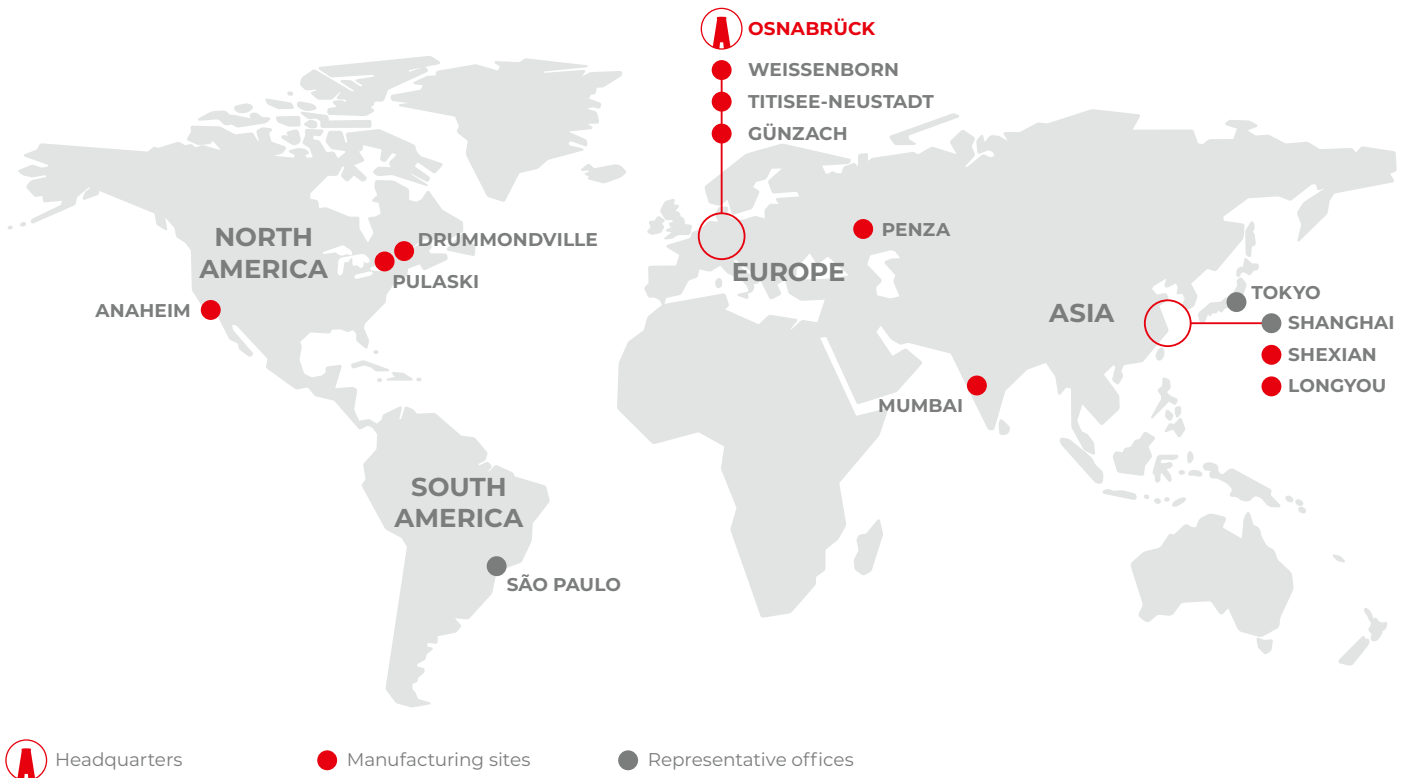 OSNABRÜCK
WEISSENBORN
TITISEE-NEUSTADT
GÜNZACH
NORTH
AMERICA
DRUMMONDVILLE
PULASKI
ANAHEIM
PENZA
EUROPE
ASIA
TOKYO
SHANGHAI
SHEXIAN
LONGYOU
MUMBAI
SOUTH
AMERICA
SÃO PAULO
Headquarters
Manufacturing sites
Representative offices